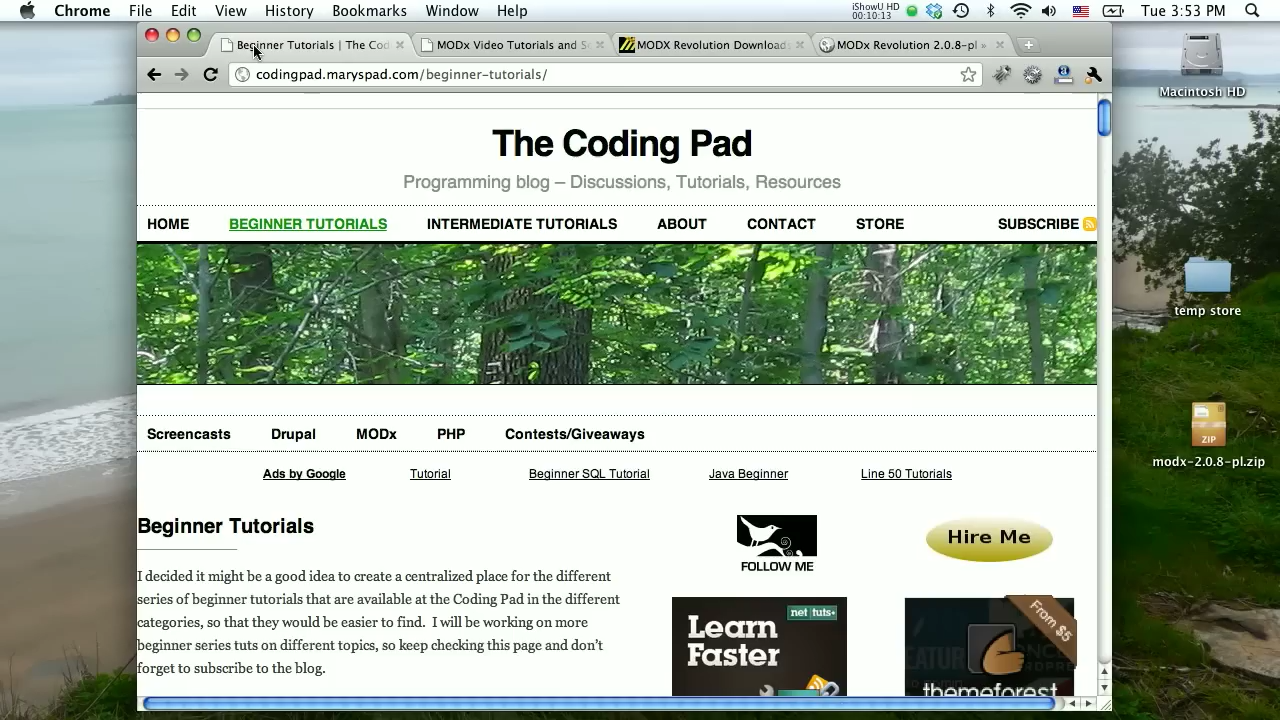 Chrome File Edit View History Bookmarks Window Help iShowU HD 00:10:13 Tue 3:53 PM
Beginner Tutorials | The Cod MODx Video Tutorials and Se MODX Revolution Downloads MODx Revolution 2.0.8-pl »
codingpad.maryspad.com/beginner-tutorials/
Macintosh HD
The Coding Pad
Programming blog – Discussions, Tutorials, Resources
HOME BEGINNER TUTORIALS INTERMEDIATE TUTORIALS ABOUT CONTACT STORE SUBSCRIBE
temp store
Screencasts Drupal MODx PHP Contests/Giveaways
ZIP
modx-2.0.8-pl.zip
Ads by Google Tutorial Beginner SQL Tutorial Java Beginner Line 50 Tutorials
Beginner Tutorials
I decided it might be a good idea to create a centralized place for the different
series of beginner tutorials that are available at the Coding Pad in the different
categories, so that they would be easier to find. I will be working on more
beginner series tuts on different topics, so keep checking this page and don't
forget to subscribe to the blog.
FOLLOW ME
Hire Me
net tuts+
Learn
Faster
From $5
themeforest